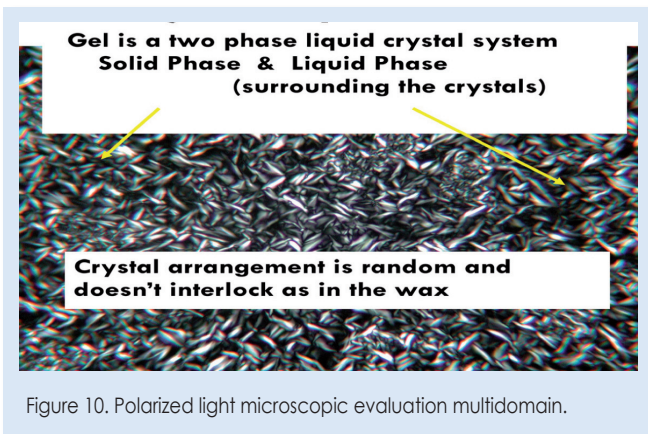 Gel is a two phase liquid crystal system
Solid Phase & Liquid Phase
(surrounding the crystals)
Crystal arrangement is random and
doesn't interlock as in the wax
Figure 10. Polarized light microscopic evaluation multidomain.